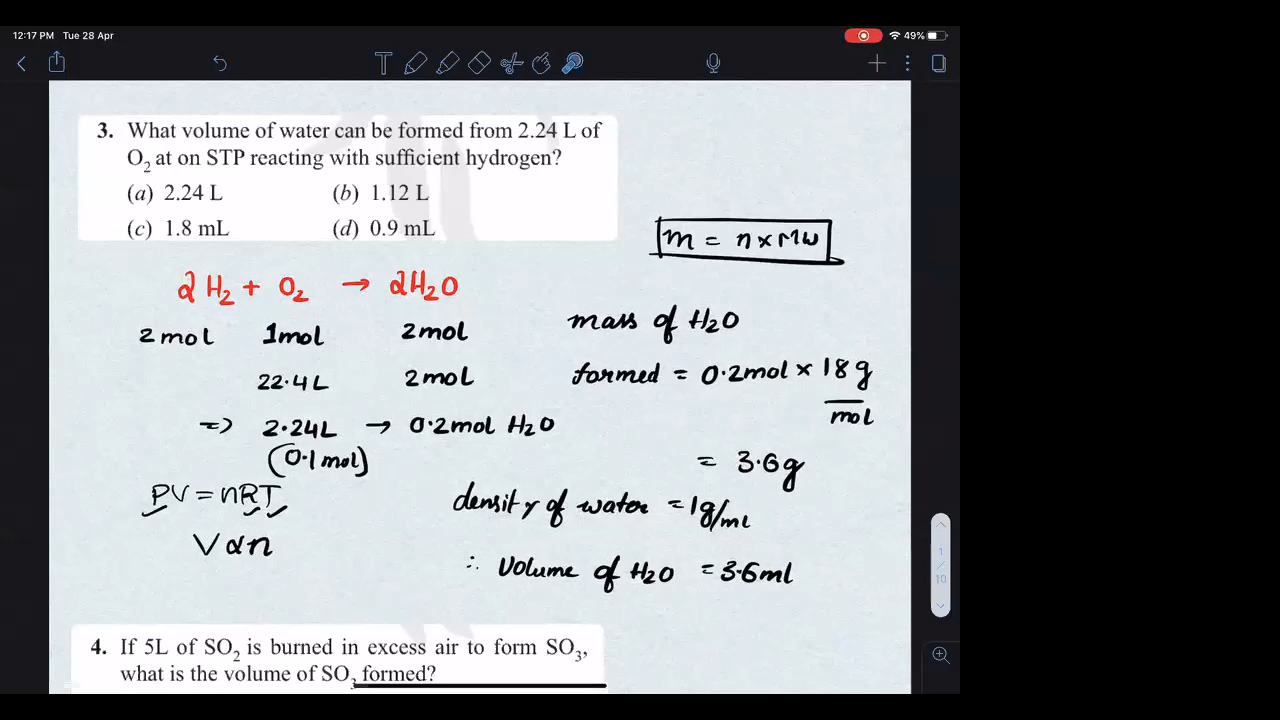 12:17 PM Tue 28 Apr
49%
T
3. What volume of water can be formed from 2.24 L of
O₂ at on STP reacting with sufficient hydrogen?
(a) 2.24 L (b) 1.12 L
(c) 1.8 mL (d) 0.9 mL
m = n × MW
2H₂ + O₂ → 2H₂O
2mol 1mol 2mol
22.4L 2mol
=> 2.24L → 0.2mol H₂O
(0.1mol)
PV = nRT
V α n
mass of H₂O
formed = 0.2mol × 18g
mol
= 3.6g
density of water = 1g/ml
∴ Volume of H₂O = 3.6ml
1
/
10
4. If 5L of SO₂ is burned in excess air to form SO₃,
what is the volume of SO₃ formed?